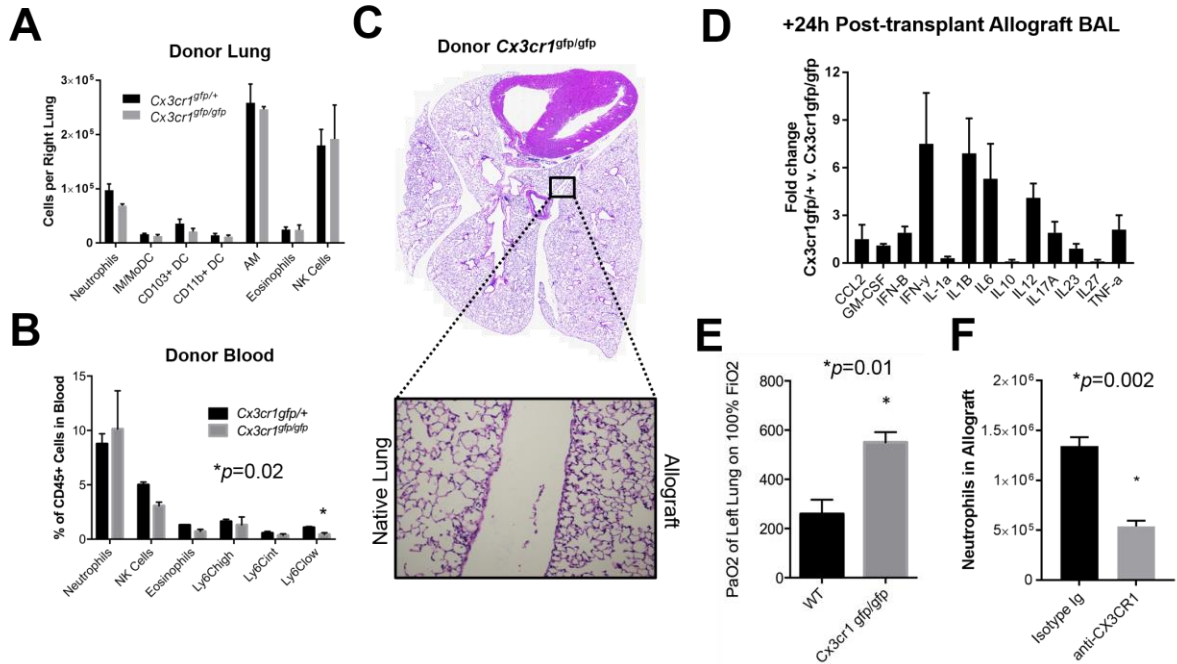 A
Donor Lung
Cells per Right Lung
3×10⁵
2×10⁵
1×10⁵
0
Cx3cr1gfp/+
Cx3cr1gfp/gfp
Neutrophils
IM/MoDC
CD103+ DC
CD11b+ DC
AM
Eosinophils
NK Cells
B
Donor Blood
% of CD45+ Cells in Blood
15
10
5
0
Cx3cr1gfp/+
Cx3cr1gfp/gfp
*p=0.02
*
Neutrophils
NK Cells
Eosinphils
Ly6Chigh
Ly6Cint
Ly6Clow
C
Donor Cx3cr1gfp/gfp
Native Lung
Allograft
D
+24h Post-transplant Allograft BAL
Fold change
Cx3cr1gfp/+ v. Cx3cr1gfp/gfp
12
9
6
3
0
CCL2
GM-CSF
IFN-B
IFN-y
IL-1a
IL1B
IL6
IL10
IL12
IL17A
IL23
IL27
TNF-a
E
PaO2 of Left Lung on 100% FiO2
800
600
400
200
0
*p=0.01
*
WT
Cx3cr1 gfp/gfp
F
Neutrophils in Allograft
2×10⁶
1.5×10⁶
1×10⁶
5×10⁵
0
*p=0.002
*
Isotype Ig
anti-CX3CR1